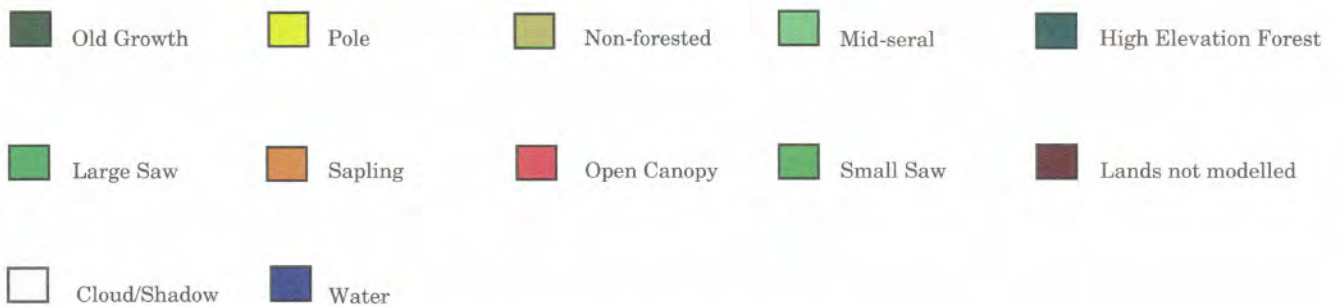 Old Growth Pole Non-forested Mid-seral High Elevation Forest
Large Saw Sapling Open Canopy Small Saw Lands not modelled
Cloud/Shadow Water